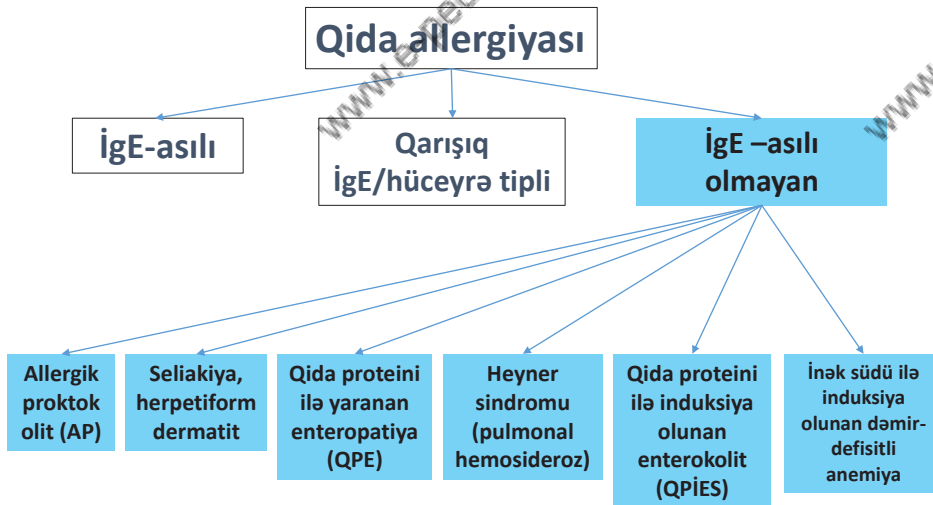 Qida allergiyası
İgE-asılı
Qarışıq
İgE/hüceyrə tipli
İgE –asılı
olmayan
Allergik
proktok
olit (AP)
Seliakiya,
herpetiform
dermatit
Qida proteini
ilə yaranan
enteropatiya
(QPE)
Heyner
sindromu
(pulmonal
hemosideroz)
Qida proteini
ilə induksiya
olunan
enterokolit
(QPİES)
İnək südü ilə
induksiya
olunan dəmir-
defisitli
anemiya